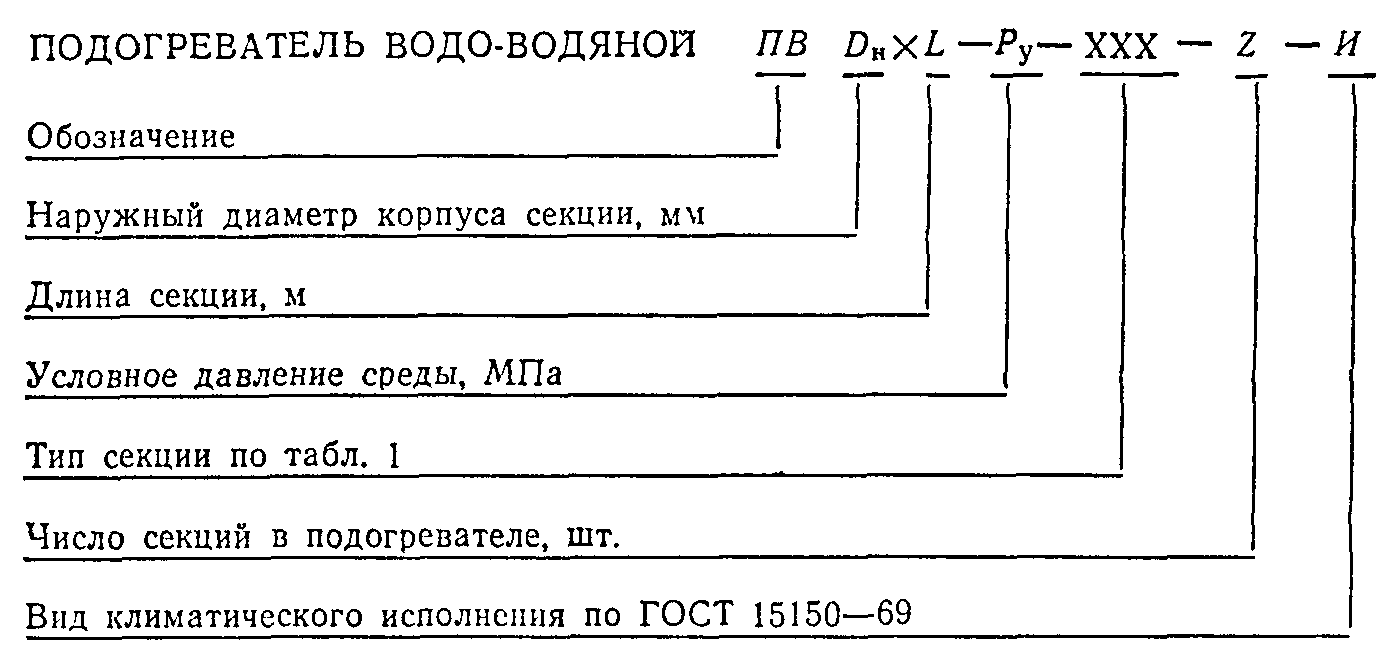 ПОДОГРЕВАТЕЛЬ ВОДО-ВОДЯНОЙ ПВ Dн×L—Pу—XXX — Z — И
Обозначение
Наружный диаметр корпуса секции, мм
Длина секции, м
Условное давление среды, МПа
Тип секции по табл. 1
Число секций в подогревателе, шт.
Вид климатического исполнения по ГОСТ 15150—69